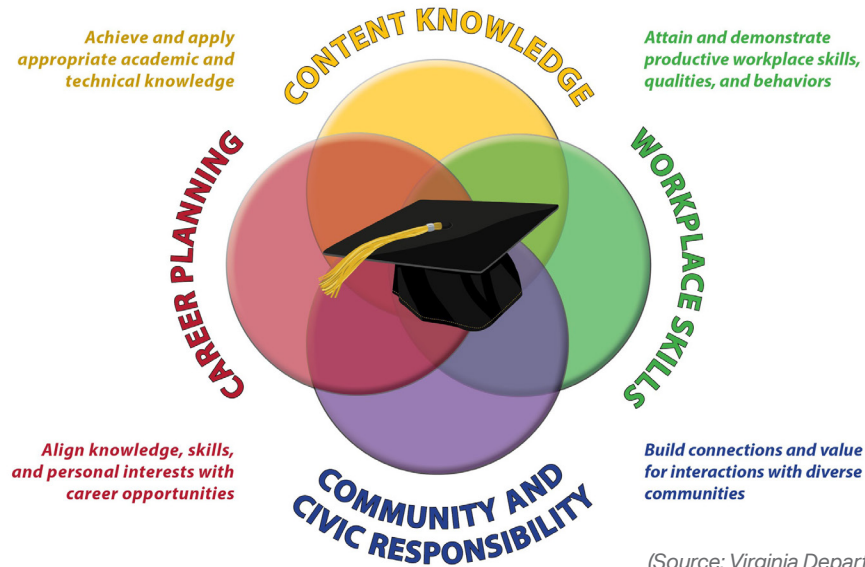 CONTENT KNOWLEDGE
Achieve and apply
appropriate academic and
technical knowledge
Attain and demonstrate
productive workplace skills,
qualities, and behaviors
CAREER PLANNING
WORKPLACE SKILLS
Align knowledge, skills,
and personal interests with
career opportunities
Build connections and value
for interactions with diverse
communities
COMMUNITY AND
CIVIC RESPONSIBILITY
(Source: Virginia Depart